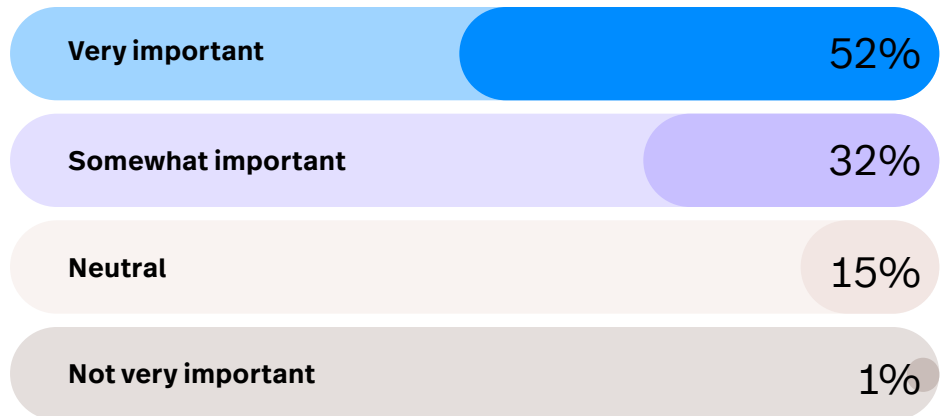 Very important 52%
Somewhat important 32%
Neutral 15%
Not very important 1%